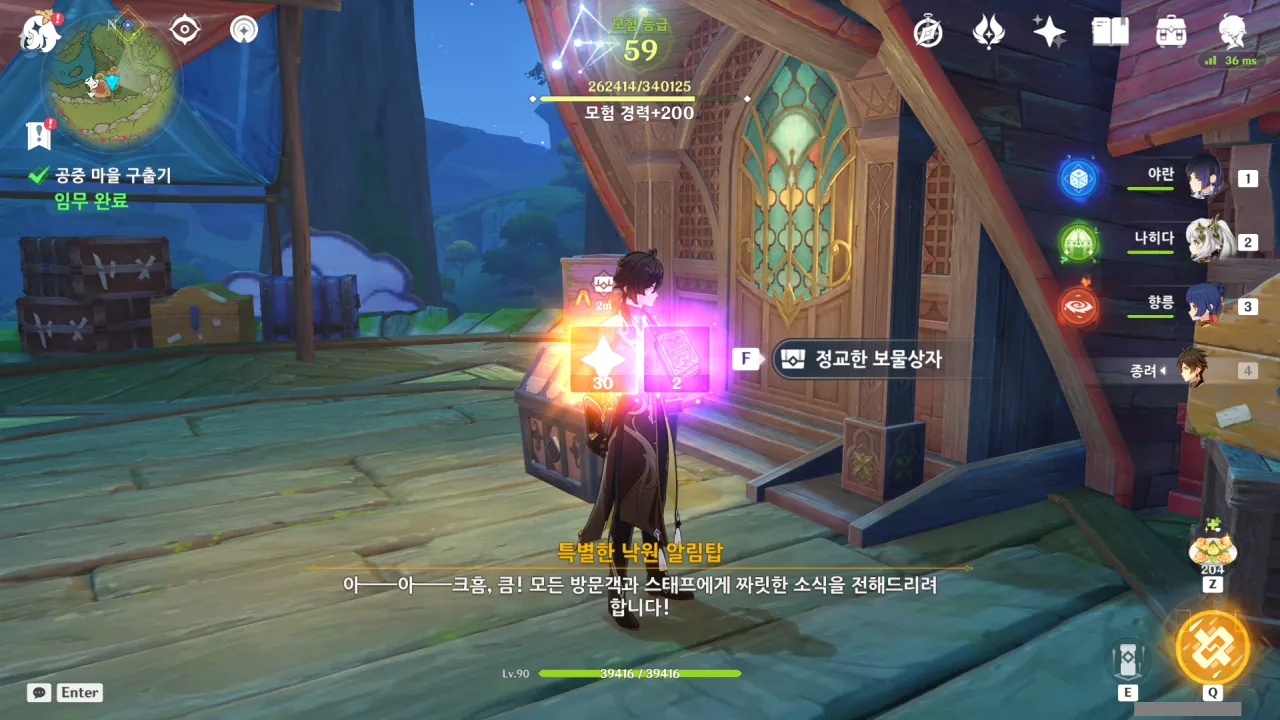 N
모험 등급
59
262414/340125
모험 경력+200
36 ms
공중 마을 구출기
임무 완료
야란
1
나히다
2
향릉
3
종려
4
2m
30
2
F
정교한 보물상자
특별한 낙원 알림탑
아——아——크흠, 큼! 모든 방문객과 스태프에게 짜릿한 소식을 전해드리려
합니다!
204
Z
Lv.90
39416 / 39416
Enter
E
Q